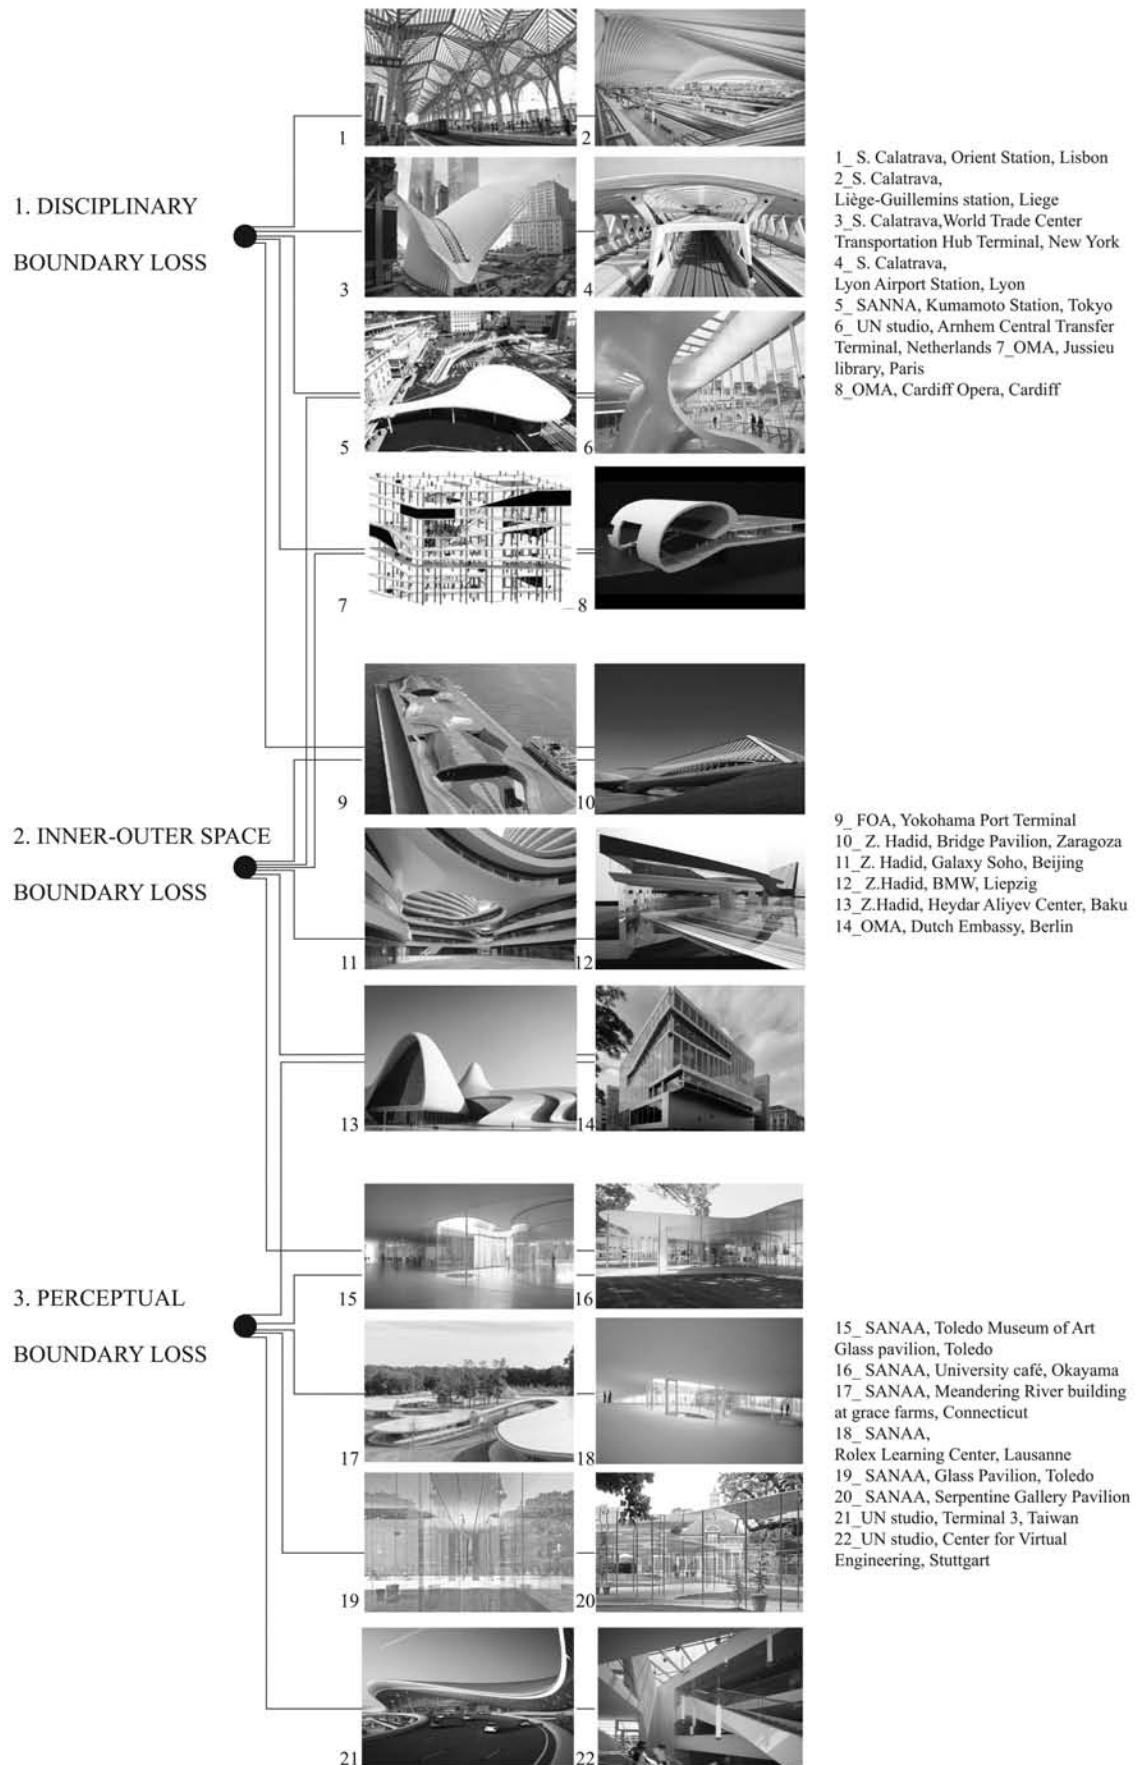 1. DISCIPLINARY
BOUNDARY LOSS
1
2
3
4
5
6
7
8
1_ S. Calatrava, Orient Station, Lisbon
2_S. Calatrava,
Liège-Guillemins station, Liege
3_S. Calatrava,World Trade Center
Transportation Hub Terminal, New York
4_ S. Calatrava,
Lyon Airport Station, Lyon
5_ SANNA, Kumamoto Station, Tokyo
6_ UN studio, Arnhem Central Transfer
Terminal, Netherlands 7_OMA, Jussieu
library, Paris
8_OMA, Cardiff Opera, Cardiff
2. INNER-OUTER SPACE
BOUNDARY LOSS
9
10
11
12
13
14
9_ FOA, Yokohama Port Terminal
10_ Z. Hadid, Bridge Pavilion, Zaragoza
11_Z. Hadid, Galaxy Soho, Beijing
12_ Z.Hadid, BMW, Liepzig
13_Z.Hadid, Heydar Aliyev Center, Baku
14_OMA, Dutch Embassy, Berlin
3. PERCEPTUAL
BOUNDARY LOSS
15
16
17
18
19
20
21
22
15_ SANAA, Toledo Museum of Art
Glass pavilion, Toledo
16_ SANAA, University café, Okayama
17_ SANAA, Meandering River building
at grace farms, Connecticut
18_ SANAA,
Rolex Learning Center, Lausanne
19_ SANAA, Glass Pavilion, Toledo
20_ SANAA, Serpentine Gallery Pavilion
21_UN studio, Terminal 3, Taiwan
22_UN studio, Center for Virtual
Engineering, Stuttgart